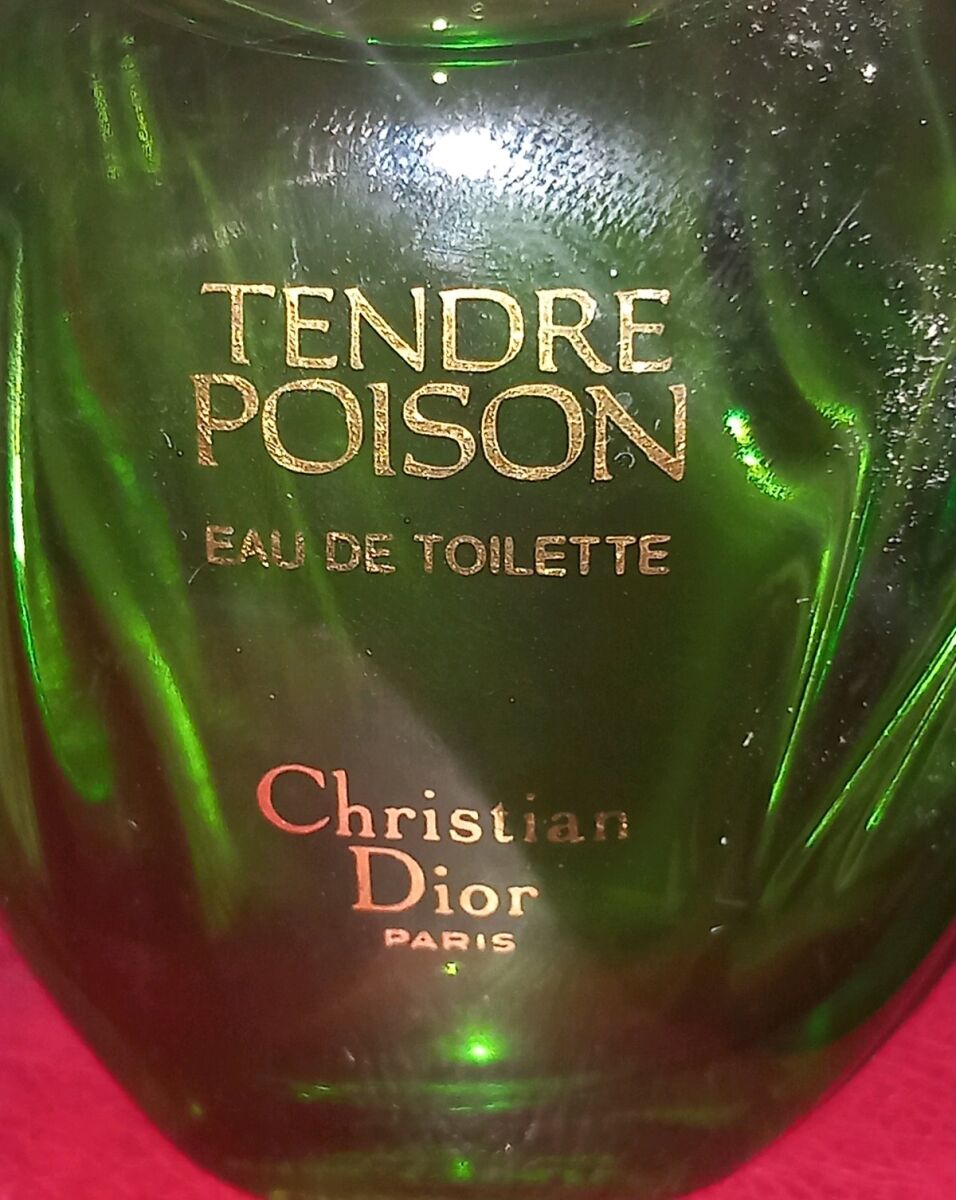 TENDRE
POISON
EAU DE TOILETTE
Christian
Dior
PARIS